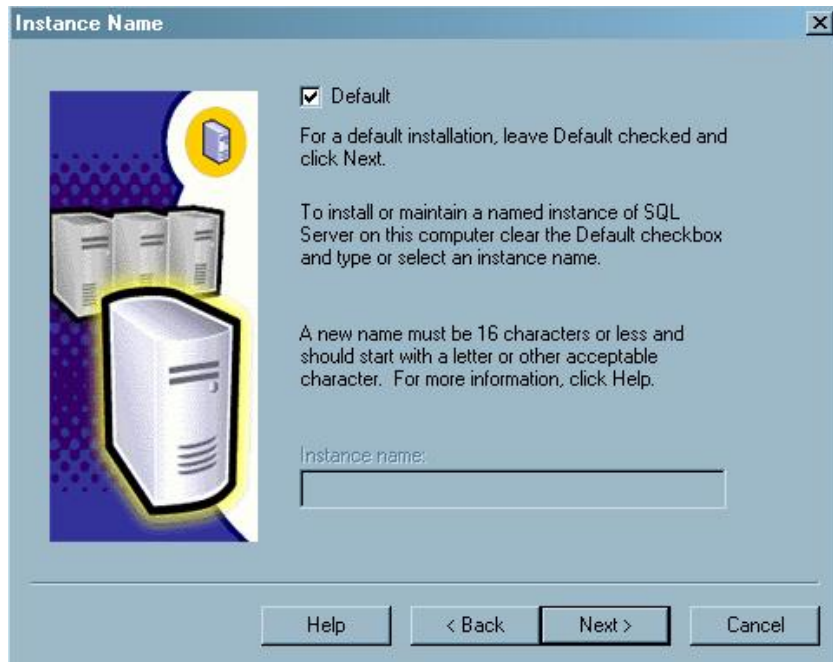 Instance Name
Default
For a default installation, leave Default checked and
click Next.
To install or maintain a named instance of SQL
Server on this computer clear the Default checkbox
and type or select an instance name.
A new name must be 16 characters or less and
should start with a letter or other acceptable
character.  For more information, click Help.
Instance name:
Help
< Back
Next >
Cancel